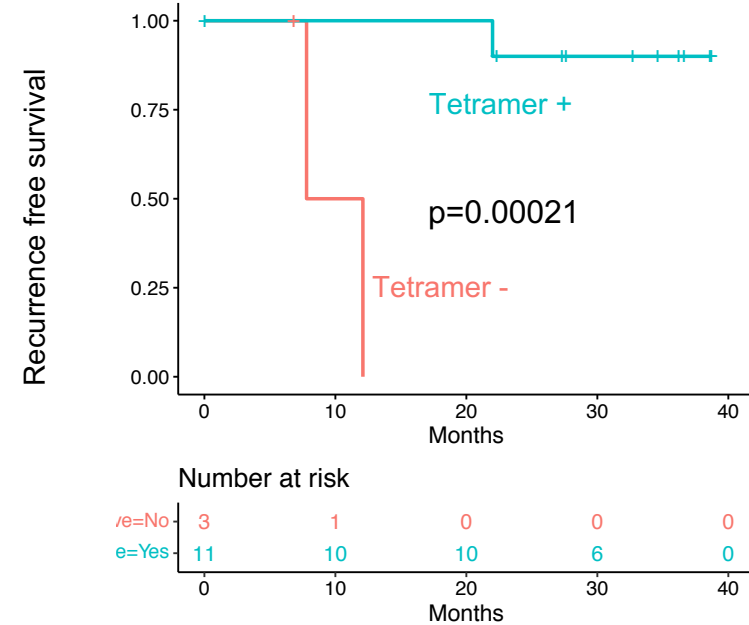 Recurrence free survival
1.00
0.75
0.50
0.25
0.00
Tetramer +
p=0.00021
Tetramer -
0 10 20 30 40
Months
Number at risk
ve=No 3 1 0 0 0
e=Yes 11 10 10 6 0
0 10 20 30 40
Months